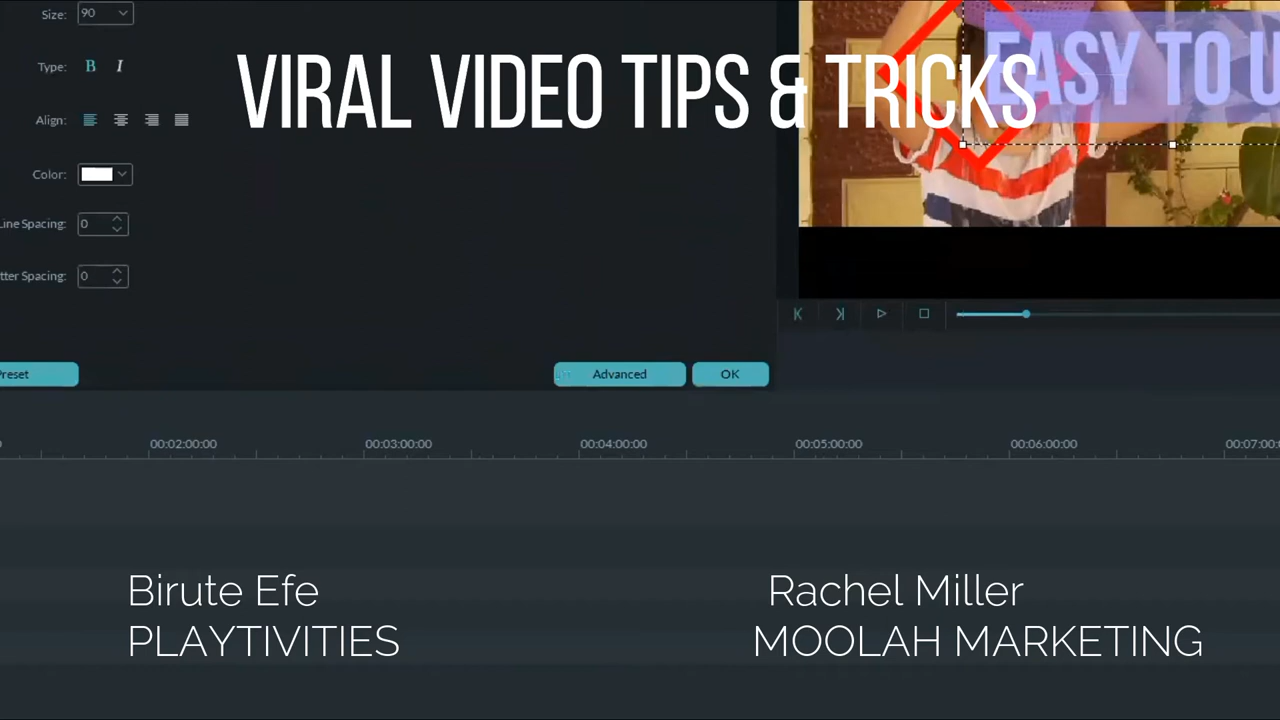 Size: 90
Type: B I
VIRAL VIDEO TIPS & TRICKS
EASY TO U
Align:
Color:
Line Spacing: 0
tter Spacing: 0
Preset
Advanced
OK
00:02:00:00 00:03:00:00 00:04:00:00 00:05:00:00 00:06:00:00 00:07:00:
Birute Efe
PLAYTIVITIES
Rachel Miller
MOOLAH MARKETING